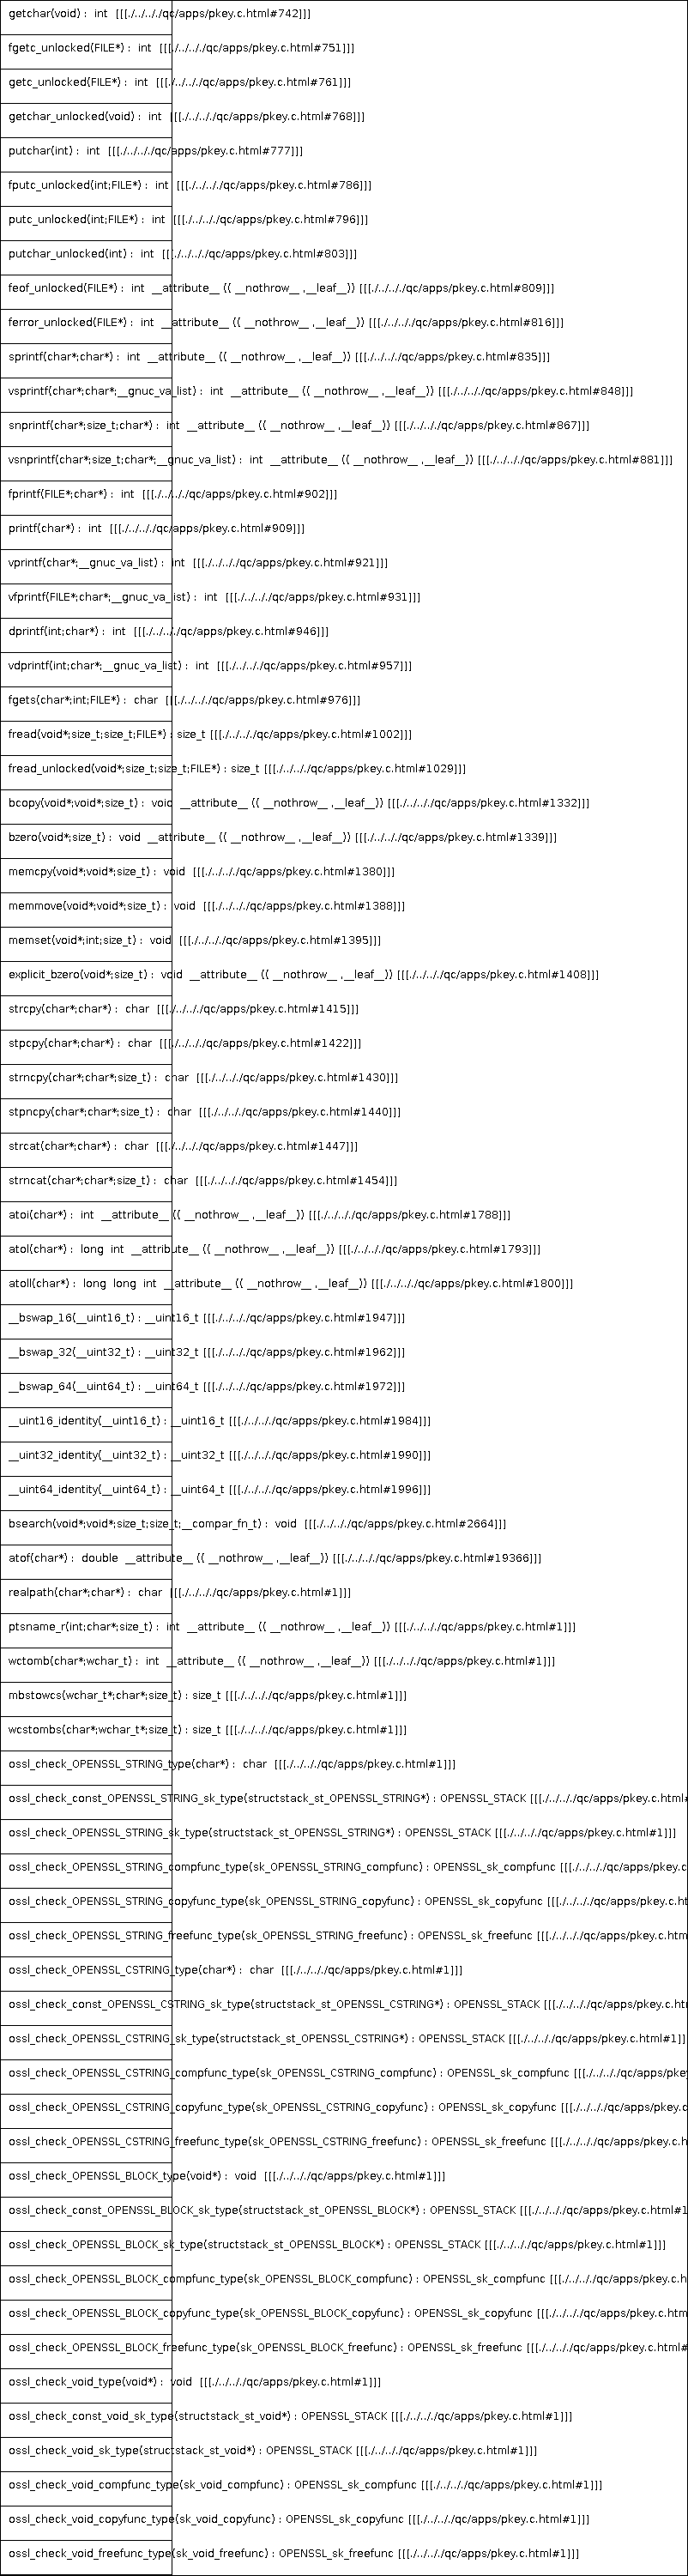 getchar(void) : int [[[./../.././qc/apps/pkey.c.html#742]]]
fgetc_unlocked(FILE*) : int [[[./../.././qc/apps/pkey.c.html#751]]]
getc_unlocked(FILE*) : int [[[./../.././qc/apps/pkey.c.html#761]]]
getchar_unlocked(void) : int [[[./../.././qc/apps/pkey.c.html#768]]]
putchar(int) : int [[[./../.././qc/apps/pkey.c.html#777]]]
fputc_unlocked(int;FILE*) : int [[[./../.././qc/apps/pkey.c.html#786]]]
putc_unlocked(int;FILE*) : int [[[./../.././qc/apps/pkey.c.html#796]]]
putchar_unlocked(int) : int [[[./../.././qc/apps/pkey.c.html#803]]]
feof_unlocked(FILE*) : int __attribute__ (( __nothrow__ ,__leaf__)) [[[./../.././qc/apps/pkey.c.html#809]]]
ferror_unlocked(FILE*) : int __attribute__ (( __nothrow__ ,__leaf__)) [[[./../.././qc/apps/pkey.c.html#816]]]
sprintf(char*;char*) : int __attribute__ (( __nothrow__ ,__leaf__)) [[[./../.././qc/apps/pkey.c.html#835]]]
vsprintf(char*;char*;__gnuc_va_list) : int __attribute__ (( __nothrow__ ,__leaf__)) [[[./../.././qc/apps/pkey.c.html#848]]]
snprintf(char*;size_t;char*) : int __attribute__ (( __nothrow__ ,__leaf__)) [[[./../.././qc/apps/pkey.c.html#867]]]
vsnprintf(char*;size_t;char*;__gnuc_va_list) : int __attribute__ (( __nothrow__ ,__leaf__)) [[[./../.././qc/apps/pkey.c.html#881]]]
fprintf(FILE*;char*) : int [[[./../.././qc/apps/pkey.c.html#902]]]
printf(char*) : int [[[./../.././qc/apps/pkey.c.html#909]]]
vprintf(char*;__gnuc_va_list) : int [[[./../.././qc/apps/pkey.c.html#921]]]
vfprintf(FILE*;char*;__gnuc_va_list) : int [[[./../.././qc/apps/pkey.c.html#931]]]
dprintf(int;char*) : int [[[./../.././qc/apps/pkey.c.html#946]]]
vdprintf(int;char*;__gnuc_va_list) : int [[[./../.././qc/apps/pkey.c.html#957]]]
fgets(char*;int;FILE*) : char [[[./../.././qc/apps/pkey.c.html#976]]]
fread(void*;size_t;size_t;FILE*) : size_t [[[./../.././qc/apps/pkey.c.html#1002]]]
fread_unlocked(void*;size_t;size_t;FILE*) : size_t [[[./../.././qc/apps/pkey.c.html#1029]]]
bcopy(void*;void*;size_t) : void __attribute__ (( __nothrow__ ,__leaf__)) [[[./../.././qc/apps/pkey.c.html#1332]]]
bzero(void*;size_t) : void __attribute__ (( __nothrow__ ,__leaf__)) [[[./../.././qc/apps/pkey.c.html#1339]]]
memcpy(void*;void*;size_t) : void [[[./../.././qc/apps/pkey.c.html#1380]]]
memmove(void*;void*;size_t) : void [[[./../.././qc/apps/pkey.c.html#1388]]]
memset(void*;int;size_t) : void [[[./../.././qc/apps/pkey.c.html#1395]]]
explicit_bzero(void*;size_t) : void __attribute__ (( __nothrow__ ,__leaf__)) [[[./../.././qc/apps/pkey.c.html#1408]]]
strcpy(char*;char*) : char [[[./../.././qc/apps/pkey.c.html#1415]]]
stpcpy(char*;char*) : char [[[./../.././qc/apps/pkey.c.html#1422]]]
strncpy(char*;char*;size_t) : char [[[./../.././qc/apps/pkey.c.html#1430]]]
stpncpy(char*;char*;size_t) : char [[[./../.././qc/apps/pkey.c.html#1440]]]
strcat(char*;char*) : char [[[./../.././qc/apps/pkey.c.html#1447]]]
strncat(char*;char*;size_t) : char [[[./../.././qc/apps/pkey.c.html#1454]]]
atoi(char*) : int __attribute__ (( __nothrow__ ,__leaf__)) [[[./../.././qc/apps/pkey.c.html#1788]]]
atol(char*) : long int __attribute__ (( __nothrow__ ,__leaf__)) [[[./../.././qc/apps/pkey.c.html#1793]]]
atoll(char*) : long long int __attribute__ (( __nothrow__ ,__leaf__)) [[[./../.././qc/apps/pkey.c.html#1800]]]
__bswap_16(__uint16_t) : __uint16_t [[[./../.././qc/apps/pkey.c.html#1947]]]
__bswap_32(__uint32_t) : __uint32_t [[[./../.././qc/apps/pkey.c.html#1962]]]
__bswap_64(__uint64_t) : __uint64_t [[[./../.././qc/apps/pkey.c.html#1972]]]
__uint16_identity(__uint16_t) : __uint16_t [[[./../.././qc/apps/pkey.c.html#1984]]]
__uint32_identity(__uint32_t) : __uint32_t [[[./../.././qc/apps/pkey.c.html#1990]]]
__uint64_identity(__uint64_t) : __uint64_t [[[./../.././qc/apps/pkey.c.html#1996]]]
bsearch(void*;void*;size_t;size_t;__compar_fn_t) : void [[[./../.././qc/apps/pkey.c.html#2664]]]
atof(char*) : double __attribute__ (( __nothrow__ ,__leaf__)) [[[./../.././qc/apps/pkey.c.html#19366]]]
realpath(char*;char*) : char [[[./../.././qc/apps/pkey.c.html#1]]]
ptsname_r(int;char*;size_t) : int __attribute__ (( __nothrow__ ,__leaf__)) [[[./../.././qc/apps/pkey.c.html#1]]]
wctomb(char*;wchar_t) : int __attribute__ (( __nothrow__ ,__leaf__)) [[[./../.././qc/apps/pkey.c.html#1]]]
mbstowcs(wchar_t*;char*;size_t) : size_t [[[./../.././qc/apps/pkey.c.html#1]]]
wcstombs(char*;wchar_t*;size_t) : size_t [[[./../.././qc/apps/pkey.c.html#1]]]
ossl_check_OPENSSL_STRING_type(char*) : char [[[./../.././qc/apps/pkey.c.html#1]]]
ossl_check_const_OPENSSL_STRING_sk_type(structstack_st_OPENSSL_STRING*) : OPENSSL_STACK [[[./../.././qc/apps/pkey.c.html#
ossl_check_OPENSSL_STRING_sk_type(structstack_st_OPENSSL_STRING*) : OPENSSL_STACK [[[./../.././qc/apps/pkey.c.html#1]]]
ossl_check_OPENSSL_STRING_compfunc_type(sk_OPENSSL_STRING_compfunc) : OPENSSL_sk_compfunc [[[./../.././qc/apps/pkey.c
ossl_check_OPENSSL_STRING_copyfunc_type(sk_OPENSSL_STRING_copyfunc) : OPENSSL_sk_copyfunc [[[./../.././qc/apps/pkey.c.ht
ossl_check_OPENSSL_STRING_freefunc_type(sk_OPENSSL_STRING_freefunc) : OPENSSL_sk_freefunc [[[./../.././qc/apps/pkey.c.htm
ossl_check_OPENSSL_CSTRING_type(char*) : char [[[./../.././qc/apps/pkey.c.html#1]]]
ossl_check_const_OPENSSL_CSTRING_sk_type(structstack_st_OPENSSL_CSTRING*) : OPENSSL_STACK [[[./../.././qc/apps/pkey.c.ht
ossl_check_OPENSSL_CSTRING_sk_type(structstack_st_OPENSSL_CSTRING*) : OPENSSL_STACK [[[./../.././qc/apps/pkey.c.html#1]]
ossl_check_OPENSSL_CSTRING_compfunc_type(sk_OPENSSL_CSTRING_compfunc) : OPENSSL_sk_compfunc [[[./../.././qc/apps/pkey
ossl_check_OPENSSL_CSTRING_copyfunc_type(sk_OPENSSL_CSTRING_copyfunc) : OPENSSL_sk_copyfunc [[[./../.././qc/apps/pkey.c
ossl_check_OPENSSL_CSTRING_freefunc_type(sk_OPENSSL_CSTRING_freefunc) : OPENSSL_sk_freefunc [[[./../.././qc/apps/pkey.c.h
ossl_check_OPENSSL_BLOCK_type(void*) : void [[[./../.././qc/apps/pkey.c.html#1]]]
ossl_check_const_OPENSSL_BLOCK_sk_type(structstack_st_OPENSSL_BLOCK*) : OPENSSL_STACK [[[./../.././qc/apps/pkey.c.html#1
ossl_check_OPENSSL_BLOCK_sk_type(structstack_st_OPENSSL_BLOCK*) : OPENSSL_STACK [[[./../.././qc/apps/pkey.c.html#1]]]
ossl_check_OPENSSL_BLOCK_compfunc_type(sk_OPENSSL_BLOCK_compfunc) : OPENSSL_sk_compfunc [[[./../.././qc/apps/pkey.c.h
ossl_check_OPENSSL_BLOCK_copyfunc_type(sk_OPENSSL_BLOCK_copyfunc) : OPENSSL_sk_copyfunc [[[./../.././qc/apps/pkey.c.htm
ossl_check_OPENSSL_BLOCK_freefunc_type(sk_OPENSSL_BLOCK_freefunc) : OPENSSL_sk_freefunc [[[./../.././qc/apps/pkey.c.html#
ossl_check_void_type(void*) : void [[[./../.././qc/apps/pkey.c.html#1]]]
ossl_check_const_void_sk_type(structstack_st_void*) : OPENSSL_STACK [[[./../.././qc/apps/pkey.c.html#1]]]
ossl_check_void_sk_type(structstack_st_void*) : OPENSSL_STACK [[[./../.././qc/apps/pkey.c.html#1]]]
ossl_check_void_compfunc_type(sk_void_compfunc) : OPENSSL_sk_compfunc [[[./../.././qc/apps/pkey.c.html#1]]]
ossl_check_void_copyfunc_type(sk_void_copyfunc) : OPENSSL_sk_copyfunc [[[./../.././qc/apps/pkey.c.html#1]]]
ossl_check_void_freefunc_type(sk_void_freefunc) : OPENSSL_sk_freefunc [[[./../.././qc/apps/pkey.c.html#1]]]